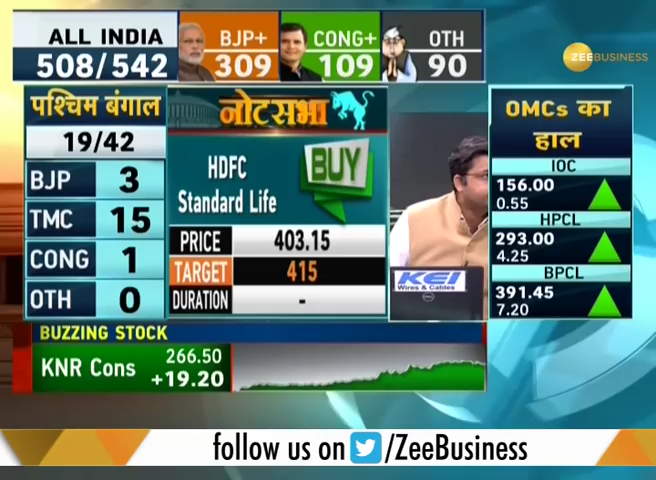 ALL INDIA
508/542
BJP+
309
CONG+
109
OTH
90
ZEEBUSINESS
पश्चिम बंगाल
19/42
BJP 3
TMC 15
CONG 1
OTH 0
नोटसभा
HDFC
Standard Life
BUY
PRICE 403.15
TARGET 415
DURATION -
KEI
Wires & Cables
DELL
OMCs का
हाल
IOC
156.00
0.55
HPCL
293.00
4.25
BPCL
391.45
7.20
BUZZING STOCK
KNR Cons
266.50
+19.20
follow us on /ZeeBusiness